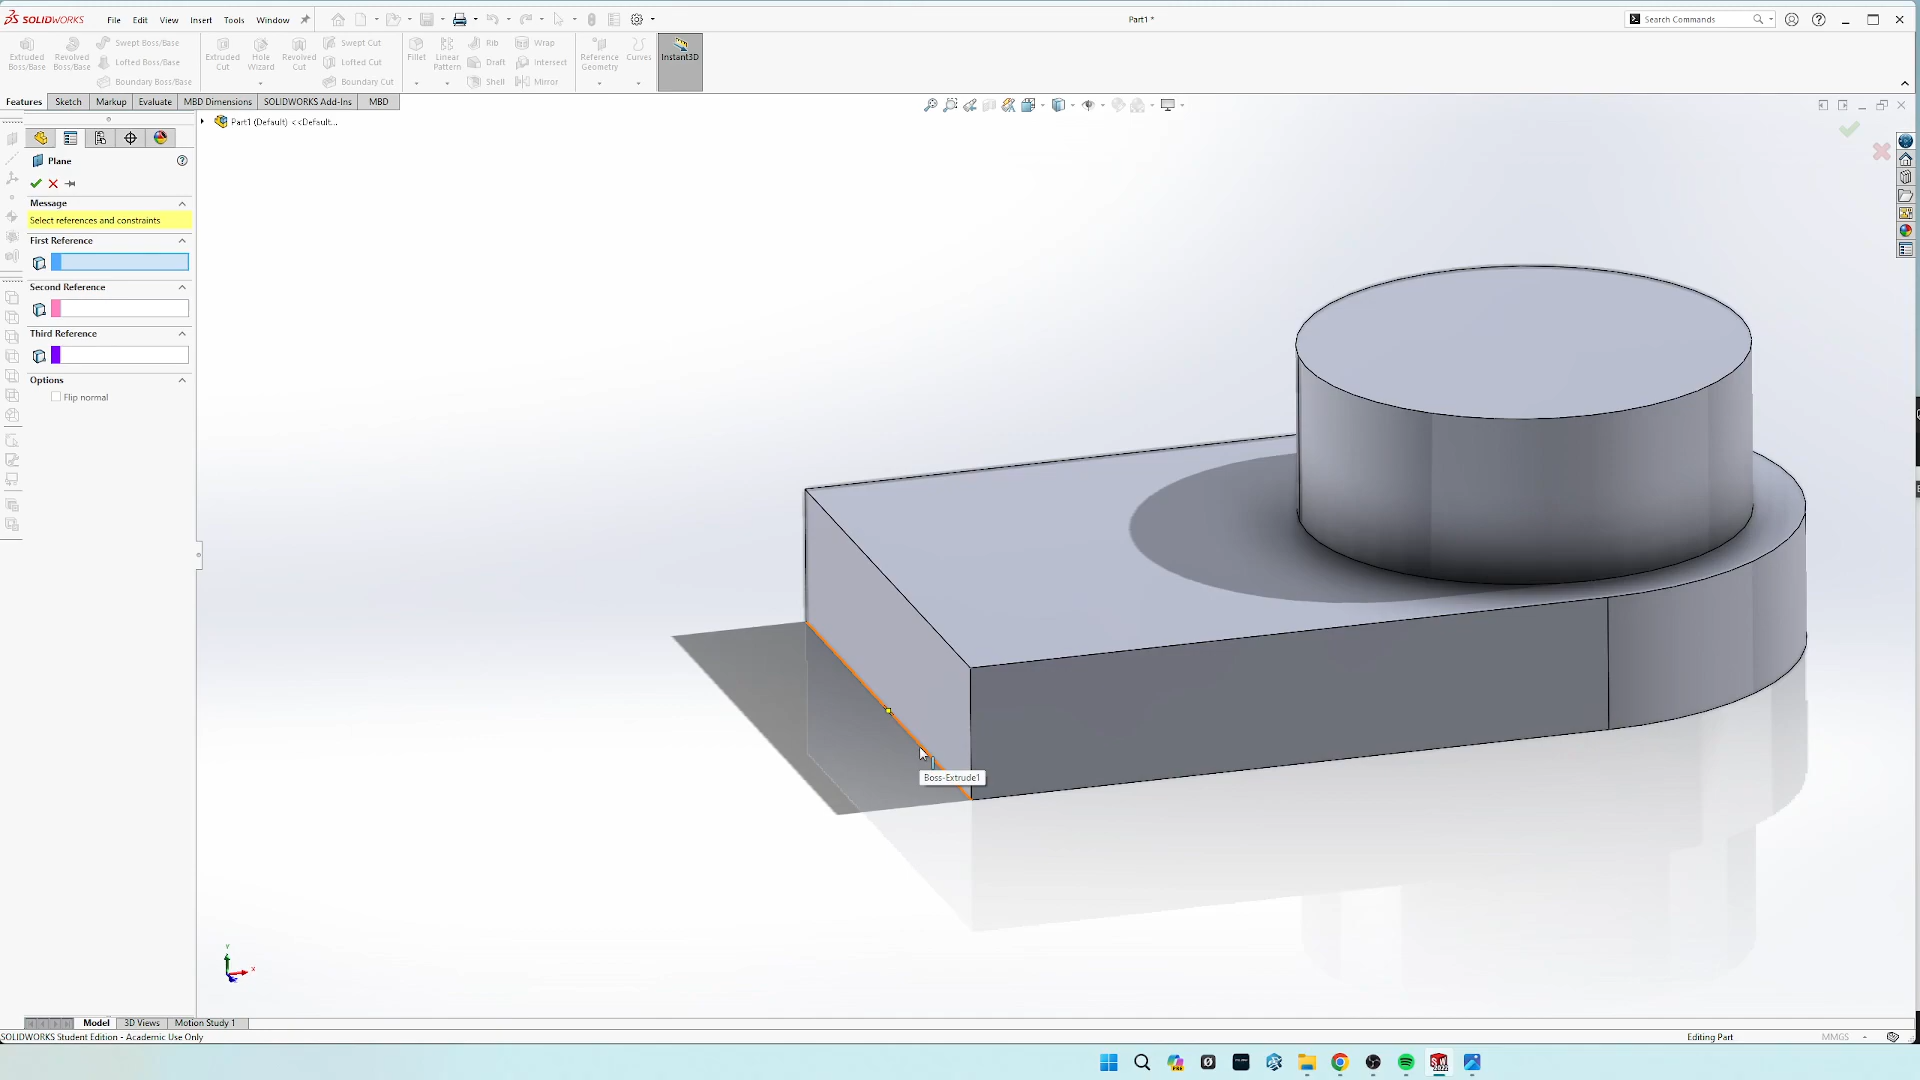 SOLIDWORKS File Edit View Insert Tools Window Part1 * Search Commands
Extruded Boss/Base
Revolved Boss/Base
Swept Boss/Base
Lofted Boss/Base
Boundary Boss/Base
Extruded Cut
Hole Wizard
Revolved Cut
Swept Cut
Lofted Cut
Boundary Cut
Fillet
Linear Pattern
Rib
Draft
Shell
Wrap
Intersect
Mirror
Reference Geometry
Curves
Instant3D
Features Sketch Markup Evaluate MBD Dimensions SOLIDWORKS Add-Ins MBD
Part1 (Default) <<Default...
Plane
Message
Select references and constraints
First Reference
Second Reference
Third Reference
Options
Flip normal
Boss-Extrude1
Y
X
Model 3D Views Motion Study 1
SOLIDWORKS Student Edition - Academic Use Only Editing Part MMGS